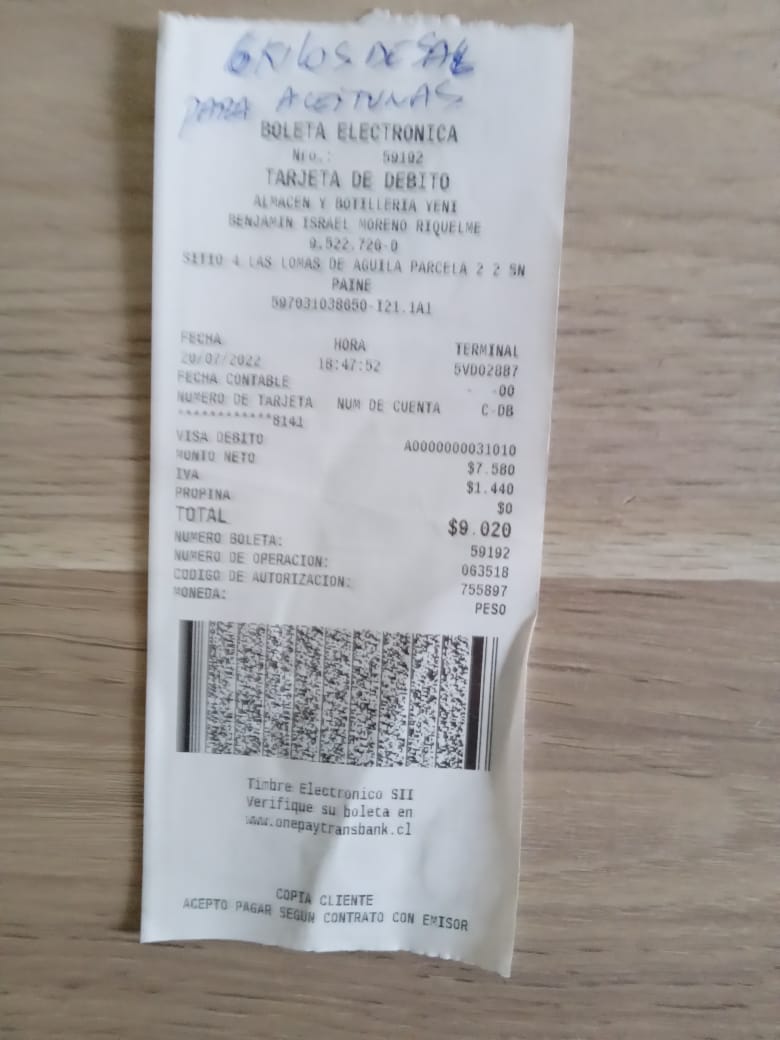 6 KILOS DE SAL
PARA ACEITUNAS
BOLETA ELECTRONICA
Nro.: 59192
TARJETA DE DEBITO
ALMACEN Y BOTILLERIA YENI
BENJAMIN ISRAEL MORENO RIQUELME
9.522.720-0
SITIO 4 LAS LOMAS DE AGUILA PARCELA 2 2 SN
PAINE
597031038650-I21.1A1
FECHA HORA TERMINAL
20/07/2022 18:47:52 5VD02887
FECHA CONTABLE - -00
NUMERO DE TARJETA NUM DE CUENTA C-DB
************8141
VISA DEBITO A0000000031010
MONTO NETO $7.580
IVA $1.440
PROPINA $0
TOTAL $9.020
NUMERO BOLETA: 59192
NUMERO DE OPERACION: 063518
CODIGO DE AUTORIZACION: 755897
MONEDA: PESO
Timbre Electronico SII
Verifique su boleta en
www.onepaytransbank.cl
COPIA CLIENTE
ACEPTO PAGAR SEGUN CONTRATO CON EMISOR